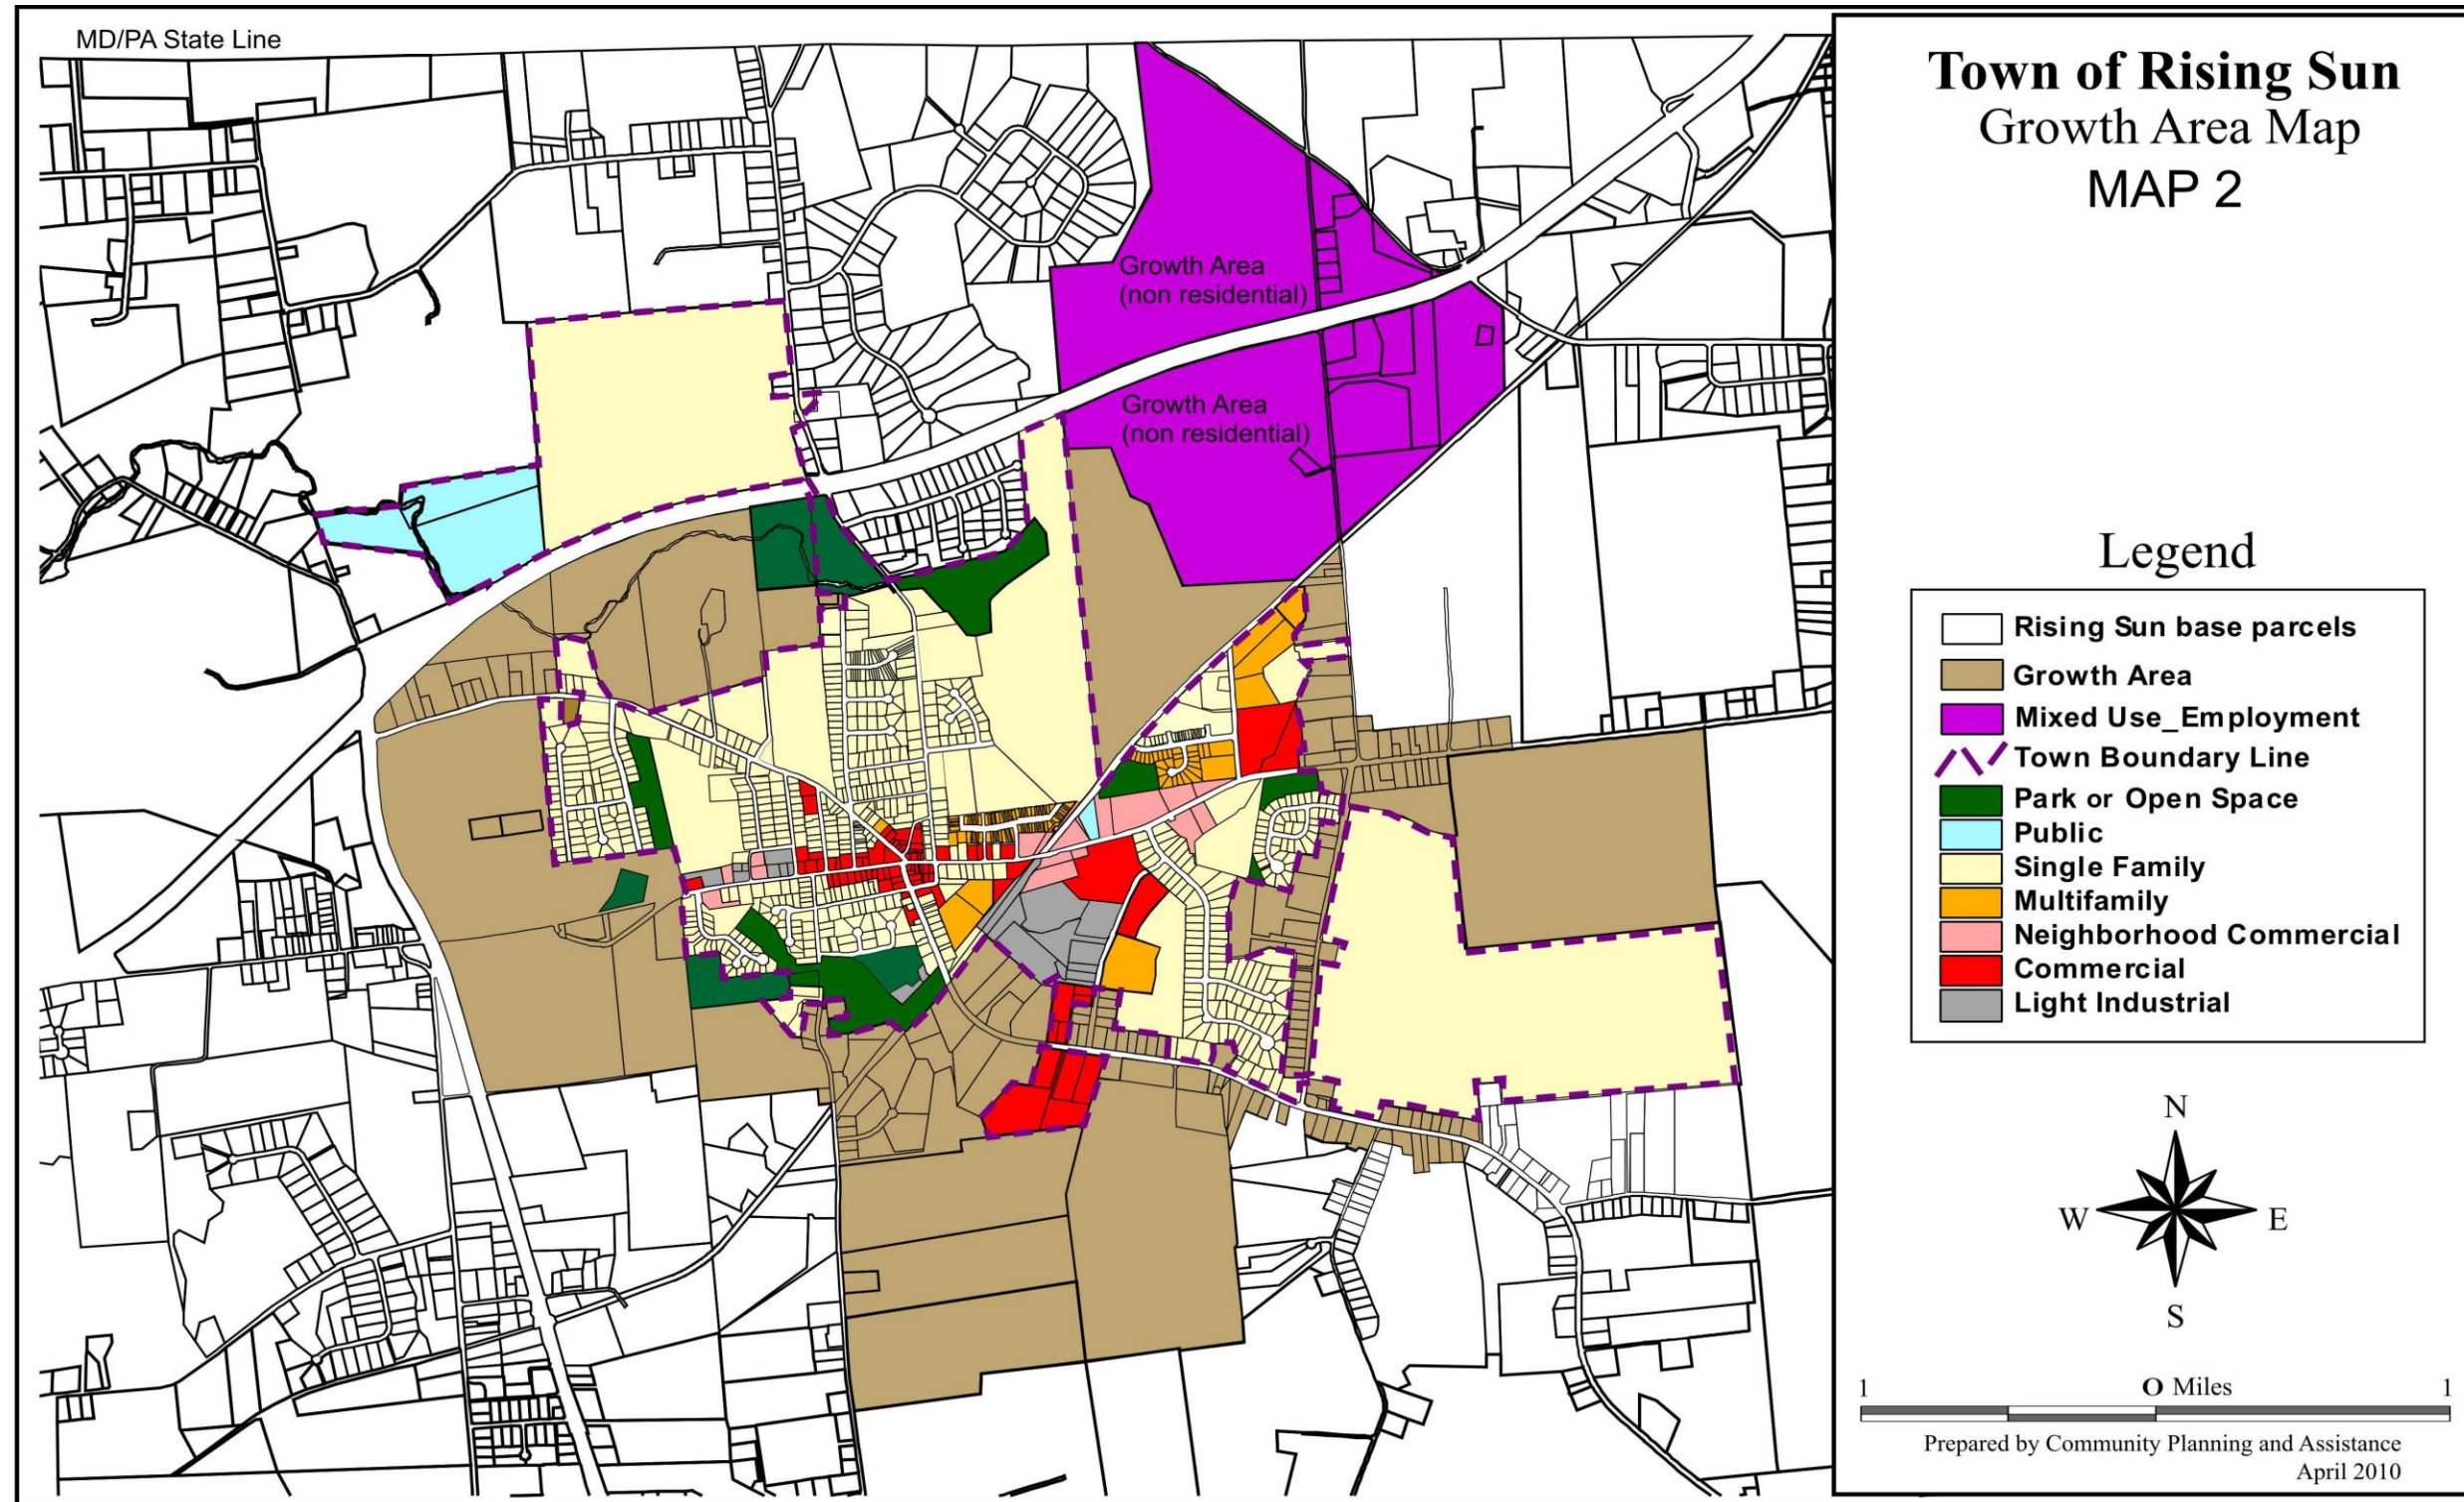 MD/PA State Line
Town of Rising Sun
Growth Area Map
MAP 2
Growth Area
(non residential)
Growth Area
(non residential)
Legend
Rising Sun base parcels
Growth Area
Mixed Use_Employment
Town Boundary Line
Park or Open Space
Public
Single Family
Multifamily
Neighborhood Commercial
Commercial
Light Industrial
N
W E
S
1 0 Miles 1
Prepared by Community Planning and Assistance
April 2010